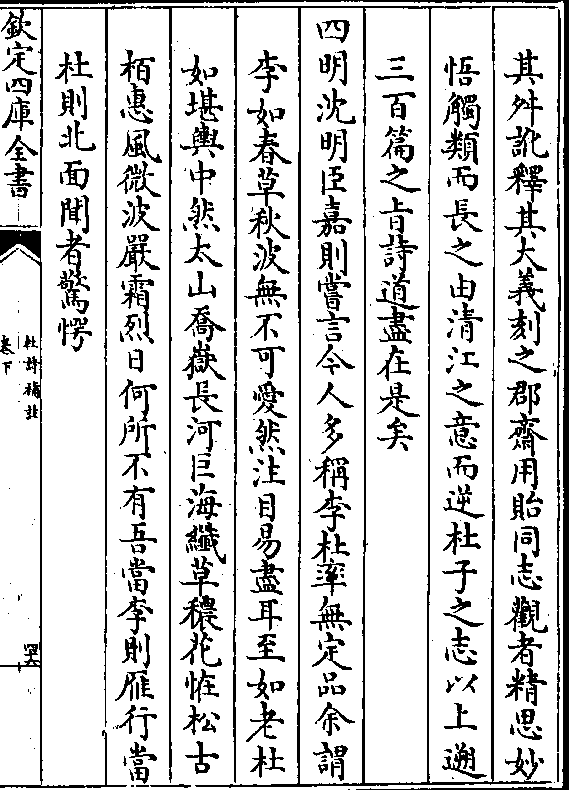 其舛訛釋其大義刻之郡齋用貽同志觀者精思妙
悟觸類而長之由清江之意而逆杜子之志以上遡
三百篇之旨詩道盡在是矣
四明沈明臣嘉則嘗言今人多稱李杜率無定品余謂
李如春草秋波無不可愛然注目易盡耳至如老杜
如堪輿中然太山喬嶽長河巨海纖草穠花恠松古
栢惠風微波嚴霜烈日何所不有吾當李則雁行當
杜則北面聞者驚愕
欽定四庫全書
杜詩攟
卷下